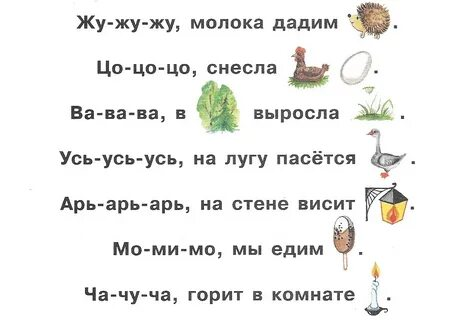 Жу-жу-жу, молока дадим .
Цо-цо-цо, снесла .
Ва-ва-ва, в выросла .
Усь-усь-усь, на лугу пасётся .
Арь-арь-арь, на стене висит .
Мо-ми-мо, мы едим .
Ча-чу-ча, горит в комнате .